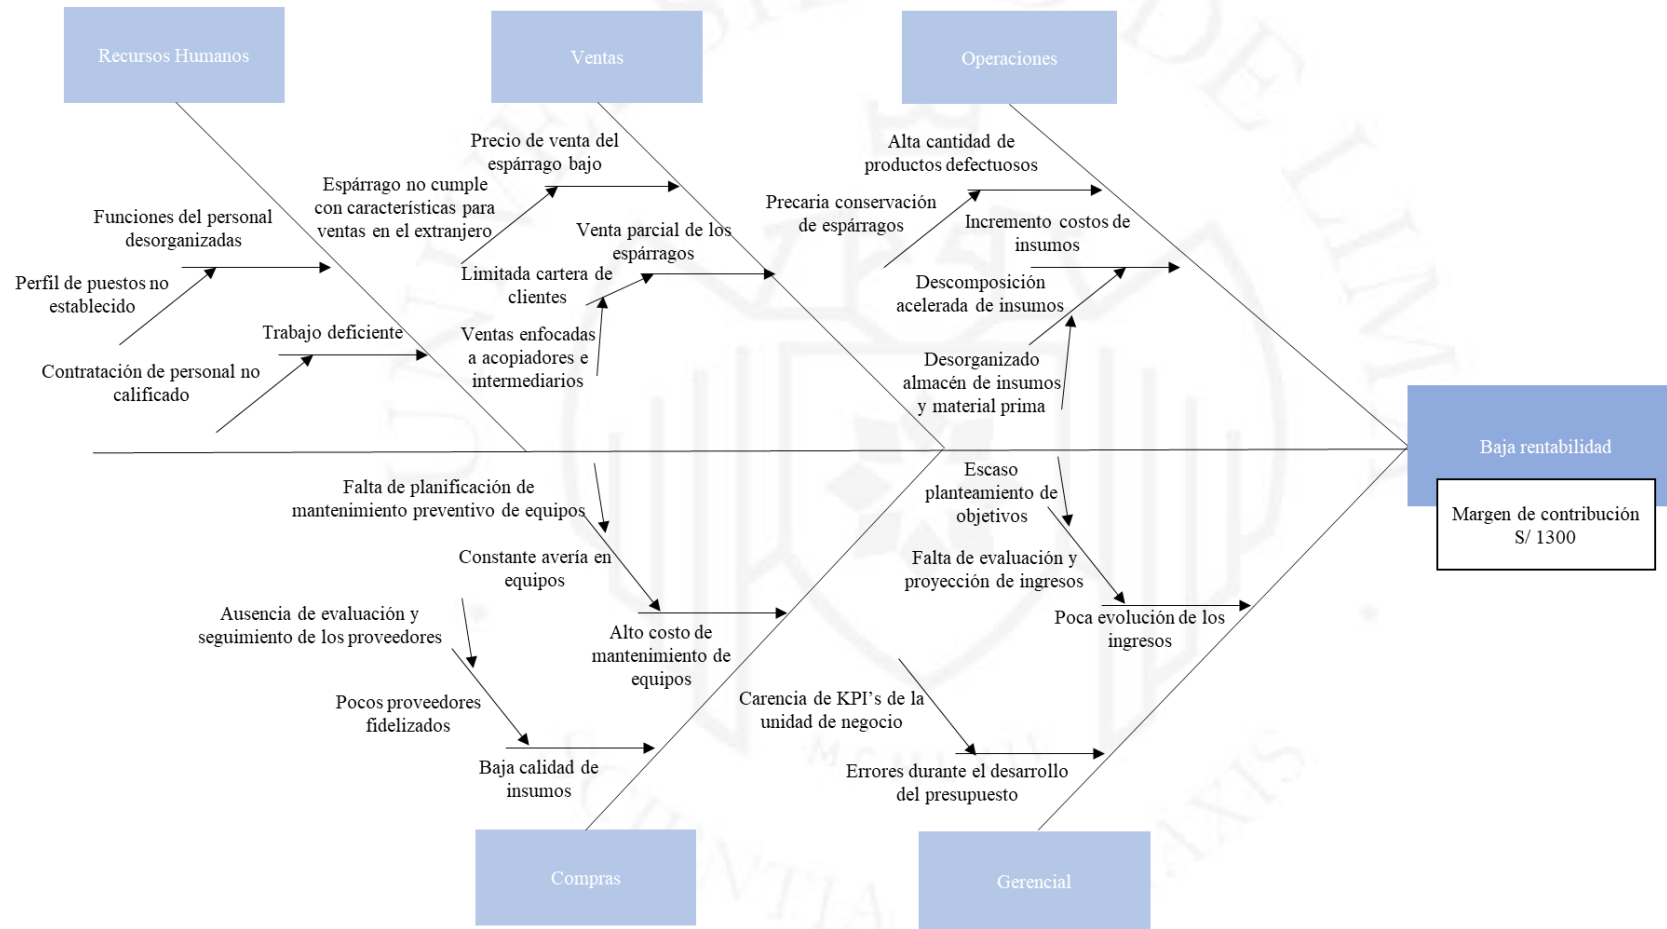 Recursos Humanos
Ventas
Operaciones
Precio de venta del
espárrago bajo
Alta cantidad de
productos defectuosos
Espárrago no cumple
con características para
ventas en el extranjero
Precaria conservación
de espárragos
Funciones del personal
desorganizadas
Venta parcial de los
espárragos
Incremento costos de
insumos
Perfil de puestos no
establecido
Limitada cartera de
clientes
Descomposición
acelerada de insumos
Trabajo deficiente
Ventas enfocadas
a acopiadores e
intermediarios
Contratación de personal no
calificado
Desorganizado
almacén de insumos
y material prima
Baja rentabilidad
Margen de contribución
S/ 1300
Falta de planificación de
mantenimiento preventivo de equipos
Escaso
planteamiento de
objetivos
Constante avería en
equipos
Falta de evaluación y
proyección de ingresos
Ausencia de evaluación y
seguimiento de los proveedores
Alto costo de
mantenimiento de
equipos
Poca evolución de los
ingresos
Pocos proveedores
fidelizados
Carencia de KPI's de la
unidad de negocio
Baja calidad de
insumos
Errores durante el desarrollo
del presupuesto
Compras
Gerencial